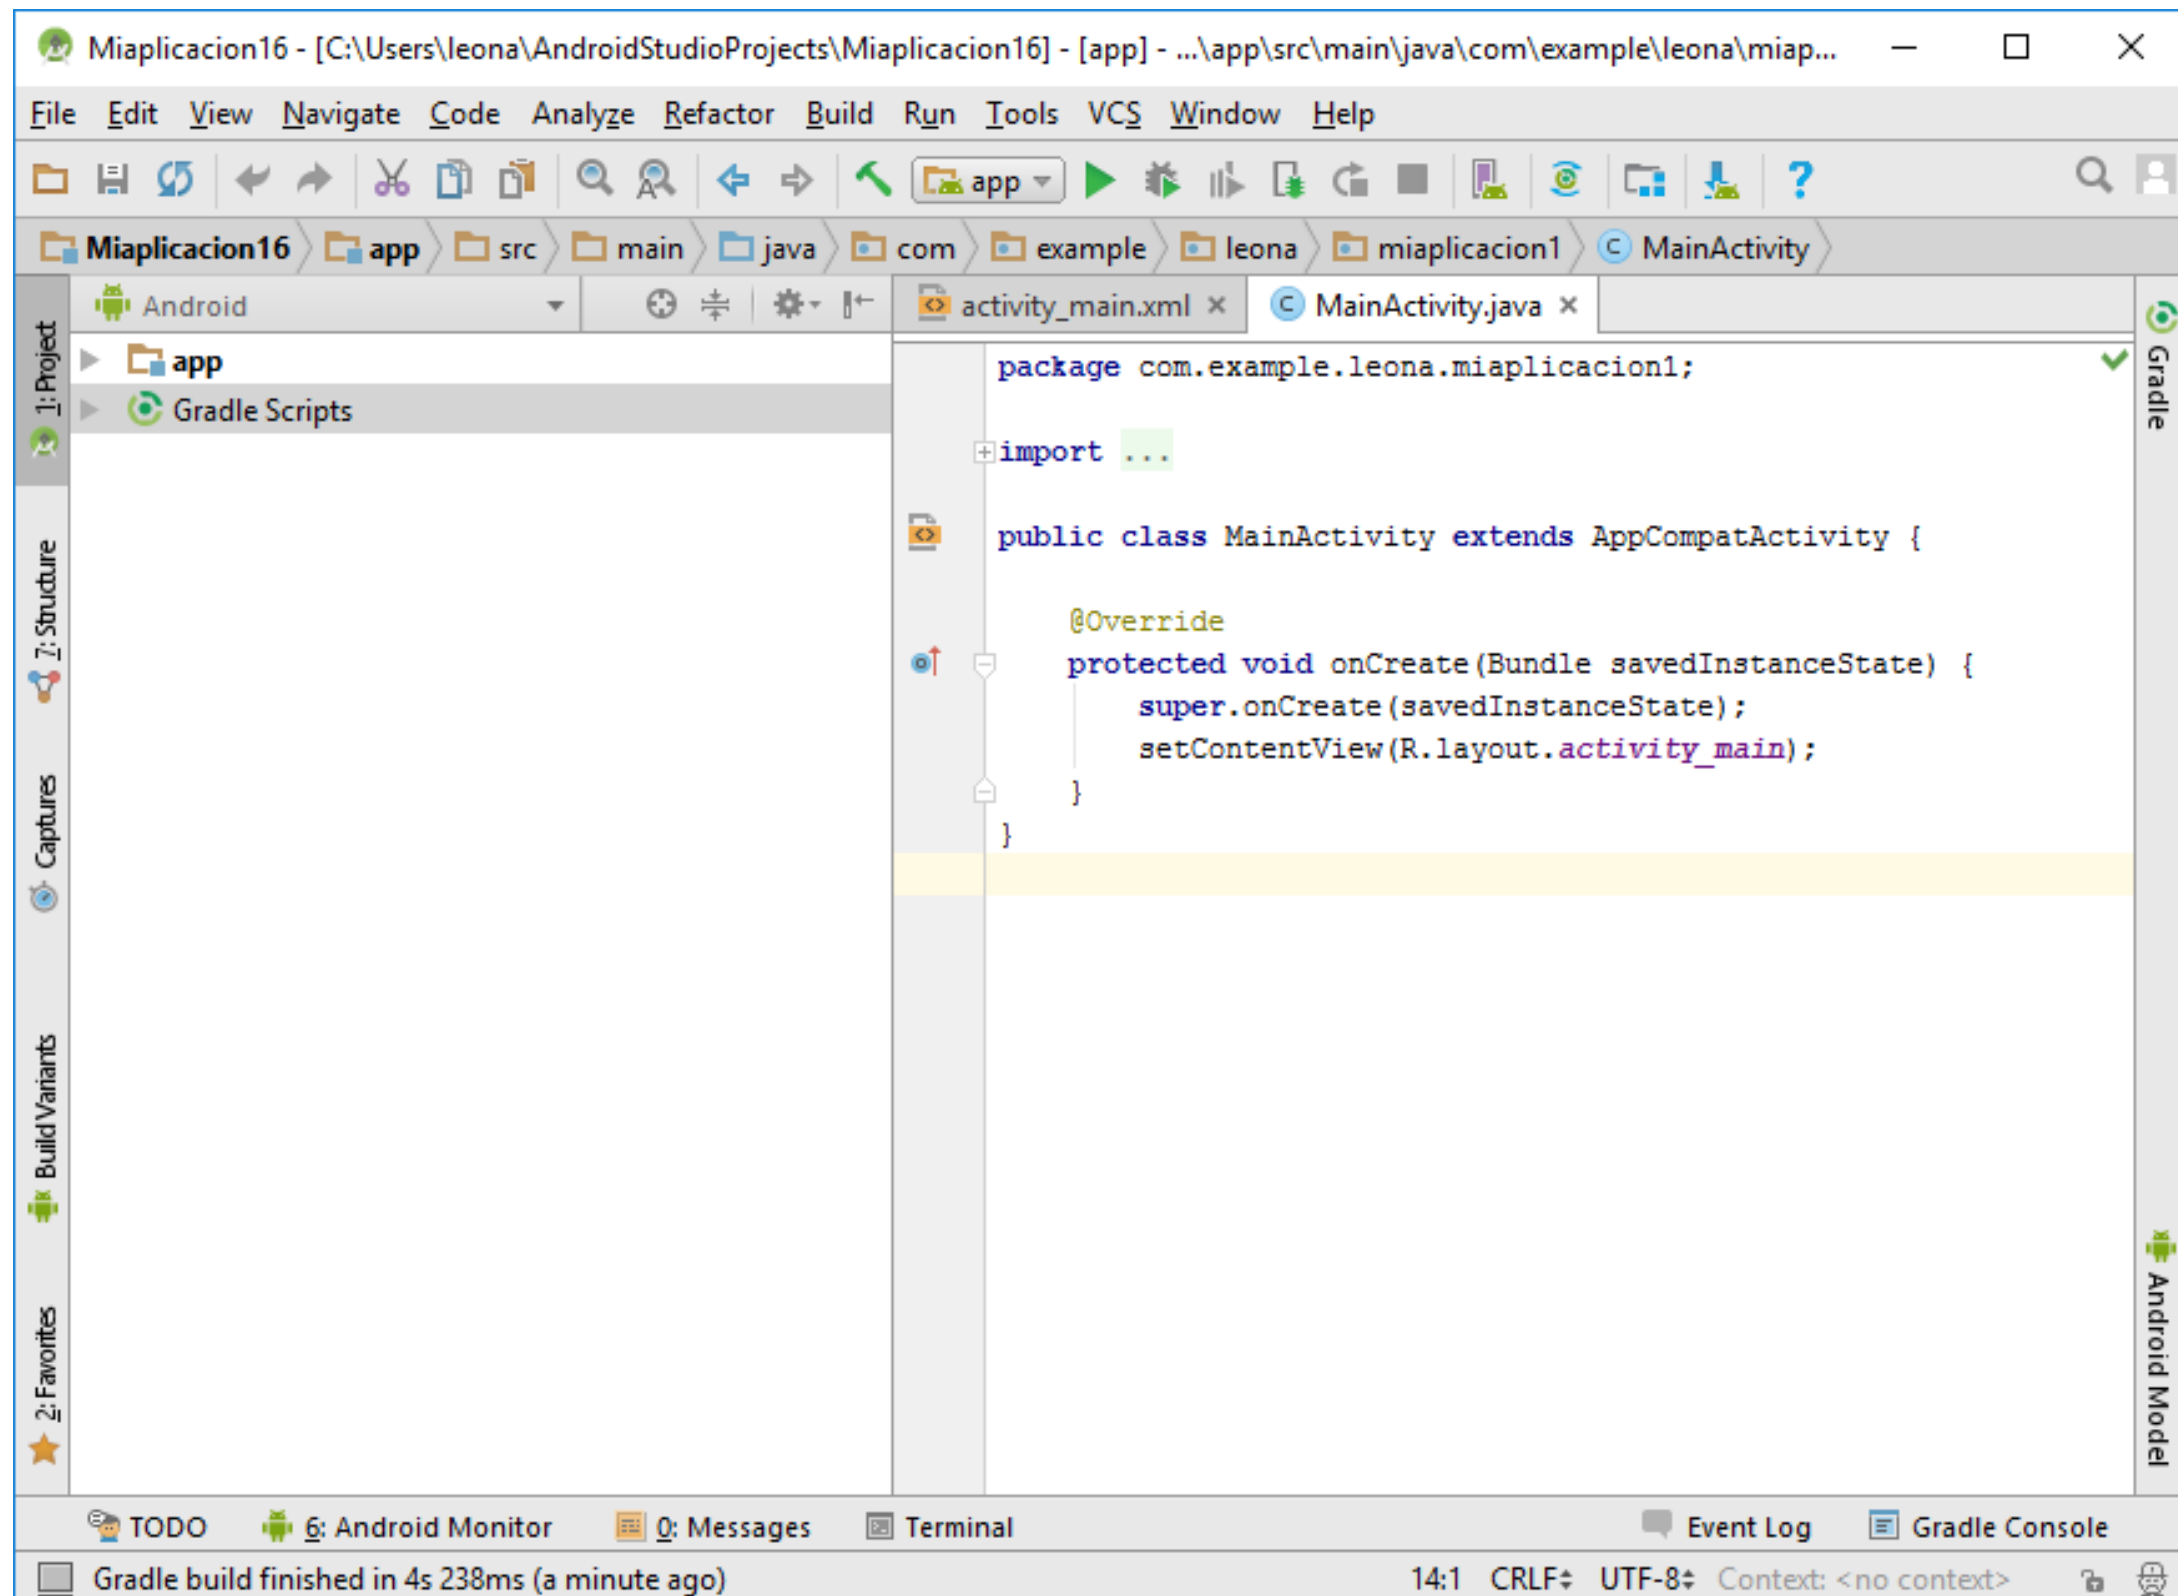 Miaplicacion16 - [C:\Users\leona\AndroidStudioProjects\Miaplicacion16] - [app] - ...\app\src\main\java\com\example\leona\miap...
File Edit View Navigate Code Analyze Refactor Build Run Tools VCS Window Help
app
Miaplicacion16 app src main java com example leona miaplicacion1 MainActivity
Android
activity_main.xml MainActivity.java
1: Project
7: Structure
Captures
Build Variants
2: Favorites
app
Gradle Scripts
package com.example.leona.miaplicacion1;
import ...
public class MainActivity extends AppCompatActivity {
@Override
protected void onCreate(Bundle savedInstanceState) {
super.onCreate(savedInstanceState);
setContentView(R.layout.activity_main);
}
}
Gradle
Android Model
TODO 6: Android Monitor 0: Messages Terminal Event Log Gradle Console
Gradle build finished in 4s 238ms (a minute ago) 14:1 CRLF UTF-8 Context: <no context>